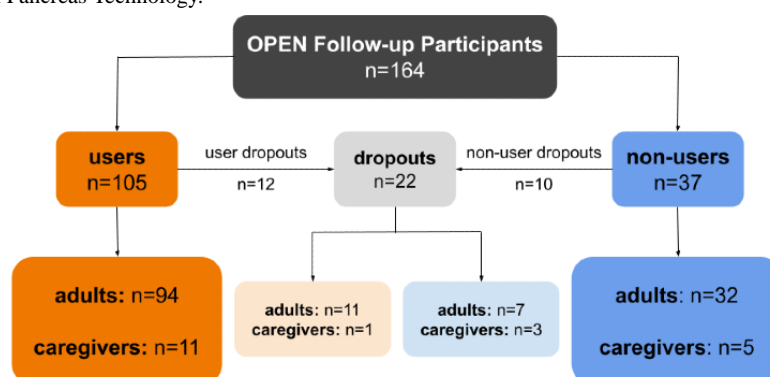 Pancreas Technology.
OPEN Follow-up Participants
n=164
users
n=105
user dropouts
n=12
dropouts
n=22
non-user dropouts
n=10
non-users
n=37
adults: n=94
caregivers: n=11
adults: n=11
caregivers: n=1
adults: n=7
caregivers: n=3
adults: n=32
caregivers: n=5